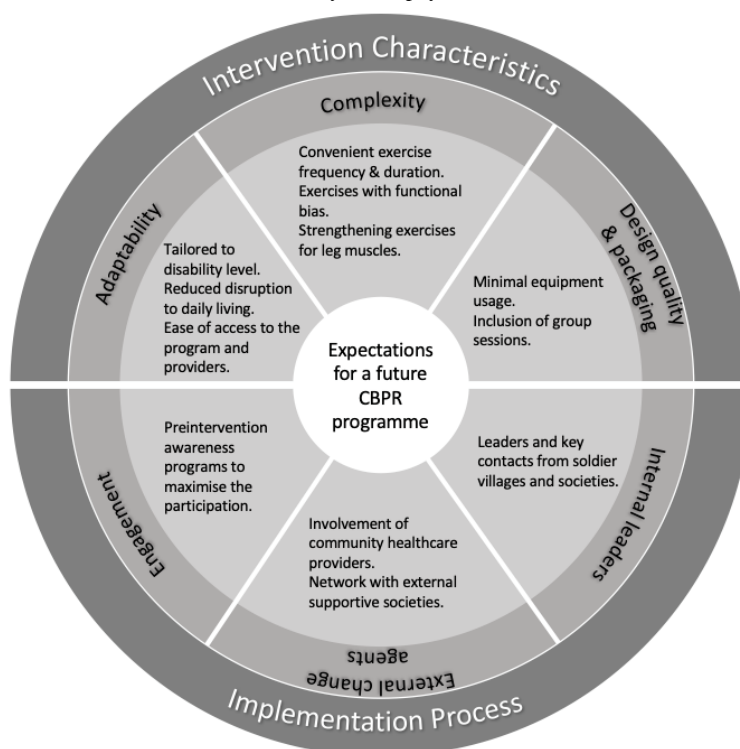 Intervention Characteristics
Complexity
Convenient exercise
frequency & duration.
Exercises with functional
bias.
Strengthening exercises
for leg muscles.
Adaptability
Tailored to
disability level.
Reduced disruption
to daily living.
Ease of access to the
program and
providers.
Design quality
& packaging
Minimal equipment
usage.
Inclusion of group
sessions.
Expectations
for a future
CBPR
programme
Engagement
Preintervention
awareness
programs to
maximise the
participation.
Internal leaders
Leaders and key
contacts from soldier
villages and societies.
Involvement of
community healthcare
providers.
Network with external
supportive societies.
External change
agents
Implementation Process